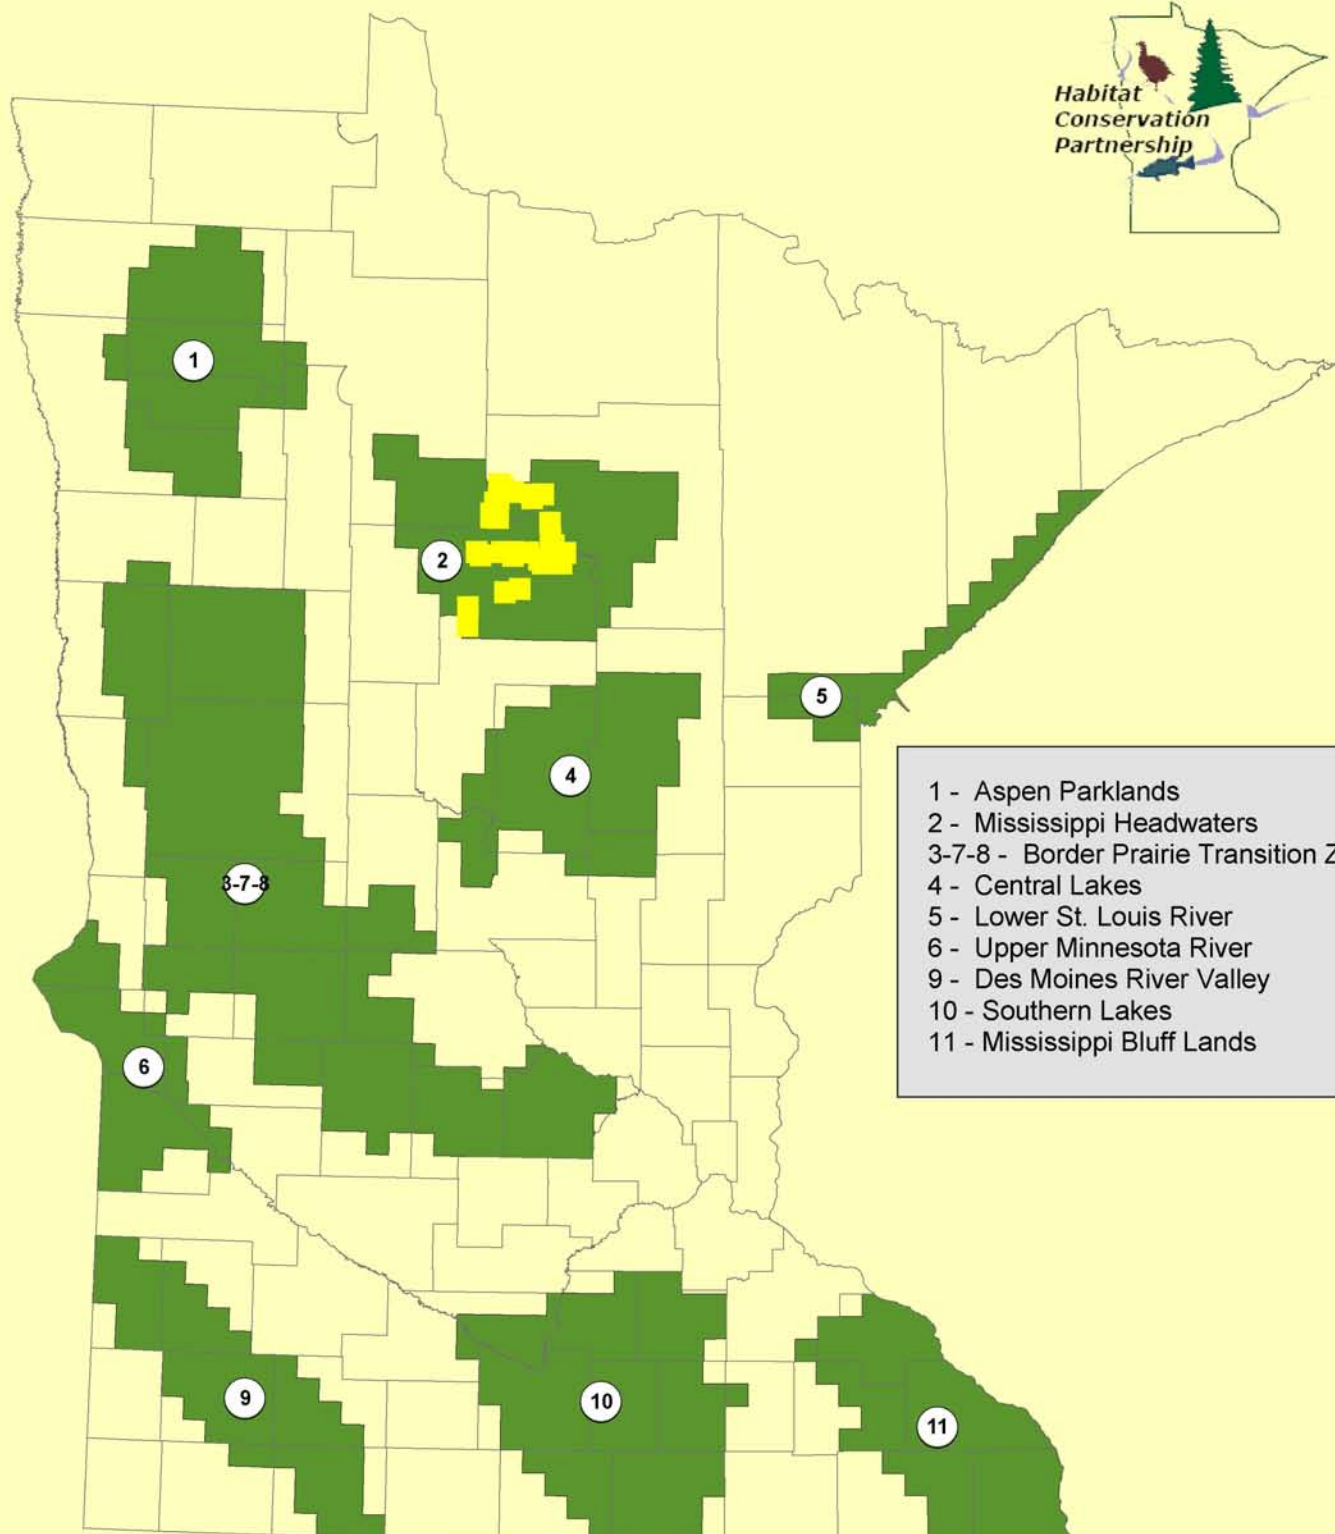 Habitat
Conservation
Partnership
1
2
5
4
3-7-8
6
9
10
11
1 - Aspen Parklands
2 - Mississippi Headwaters
3-7-8 - Border Prairie Transition Z
4 - Central Lakes
5 - Lower St. Louis River
6 - Upper Minnesota River
9 - Des Moines River Valley
10 - Southern Lakes
11 - Mississippi Bluff Lands